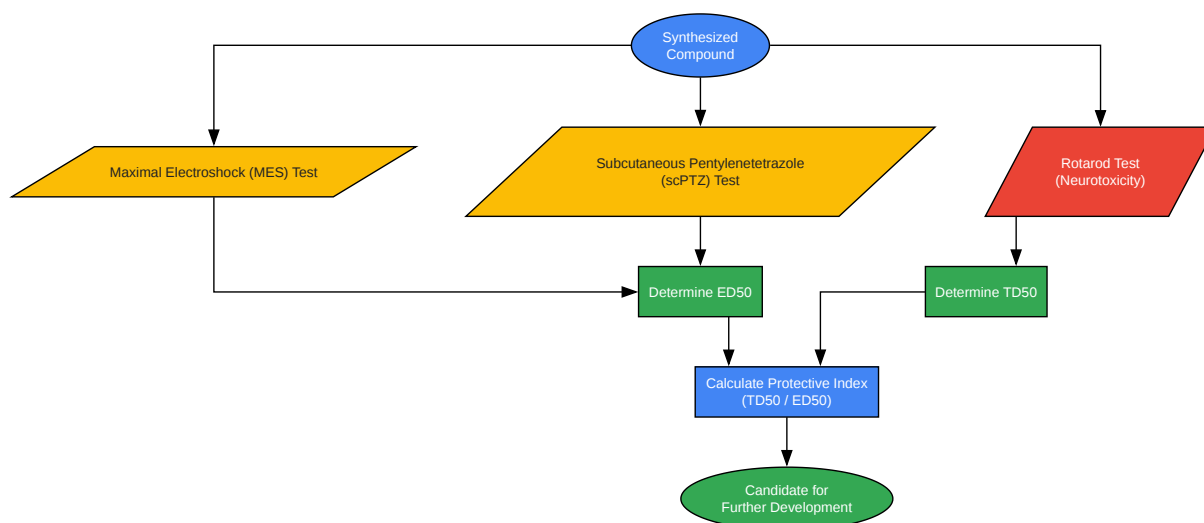 Synthesized
Compound
Maximal Electroshock (MES) Test
Subcutaneous Pentylenetetrazole
(scPTZ) Test
Rotarod Test
(Neurotoxicity)
Determine ED50
Determine TD50
Calculate Protective Index
(TD50 / ED50)
Candidate for
Further Development